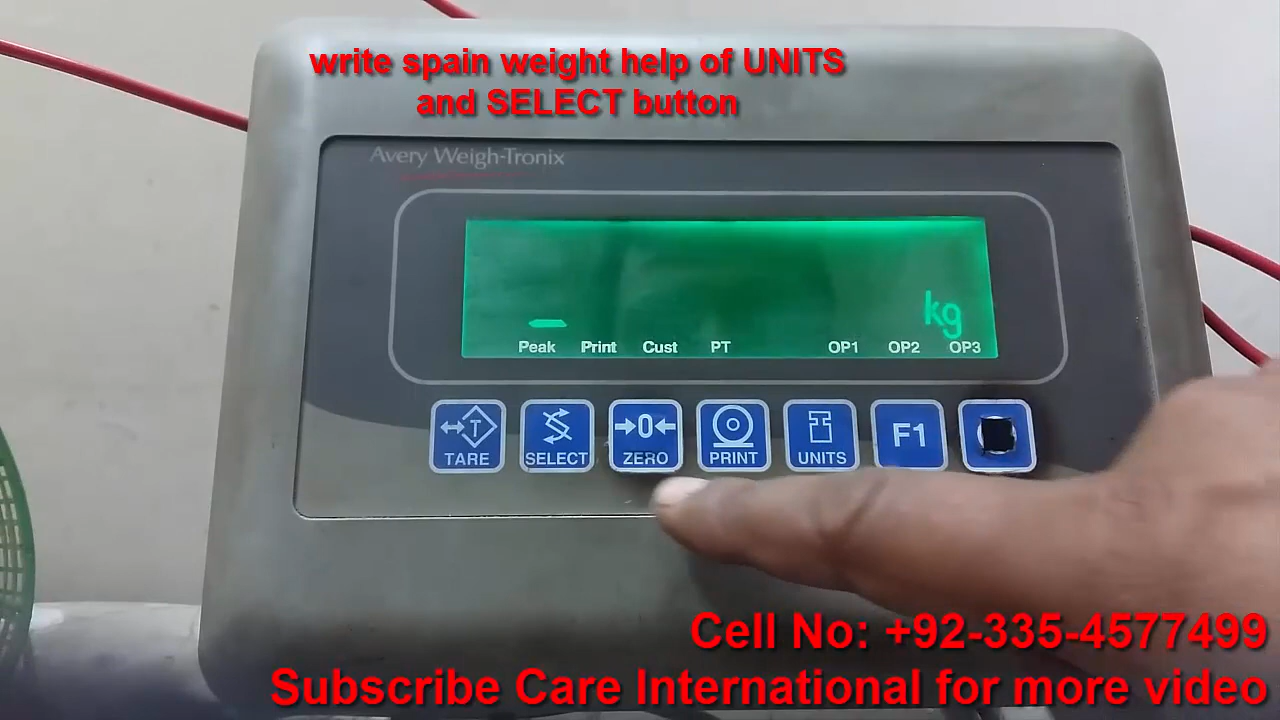 write spain weight help of UNITS
and SELECT button
Avery Weigh-Tronix
kg
Peak Print Cust PT OP1 OP2 OP3
TARE SELECT ZERO PRINT UNITS F1
Cell No: +92-335-4577499
Subscribe Care International for more video